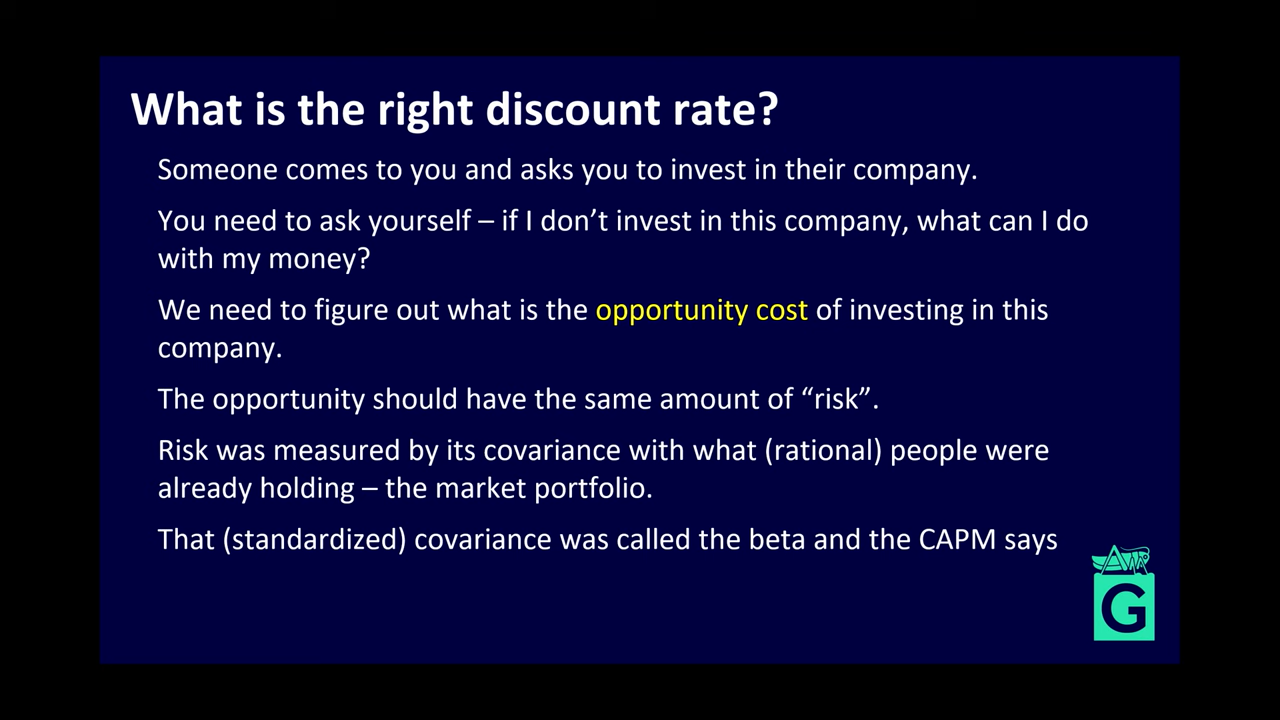 What is the right discount rate?
Someone comes to you and asks you to invest in their company.
You need to ask yourself – if I don’t invest in this company, what can I do
with my money?
We need to figure out what is the opportunity cost of investing in this
company.
The opportunity should have the same amount of “risk”.
Risk was measured by its covariance with what (rational) people were
already holding – the market portfolio.
That (standardized) covariance was called the beta and the CAPM says
G